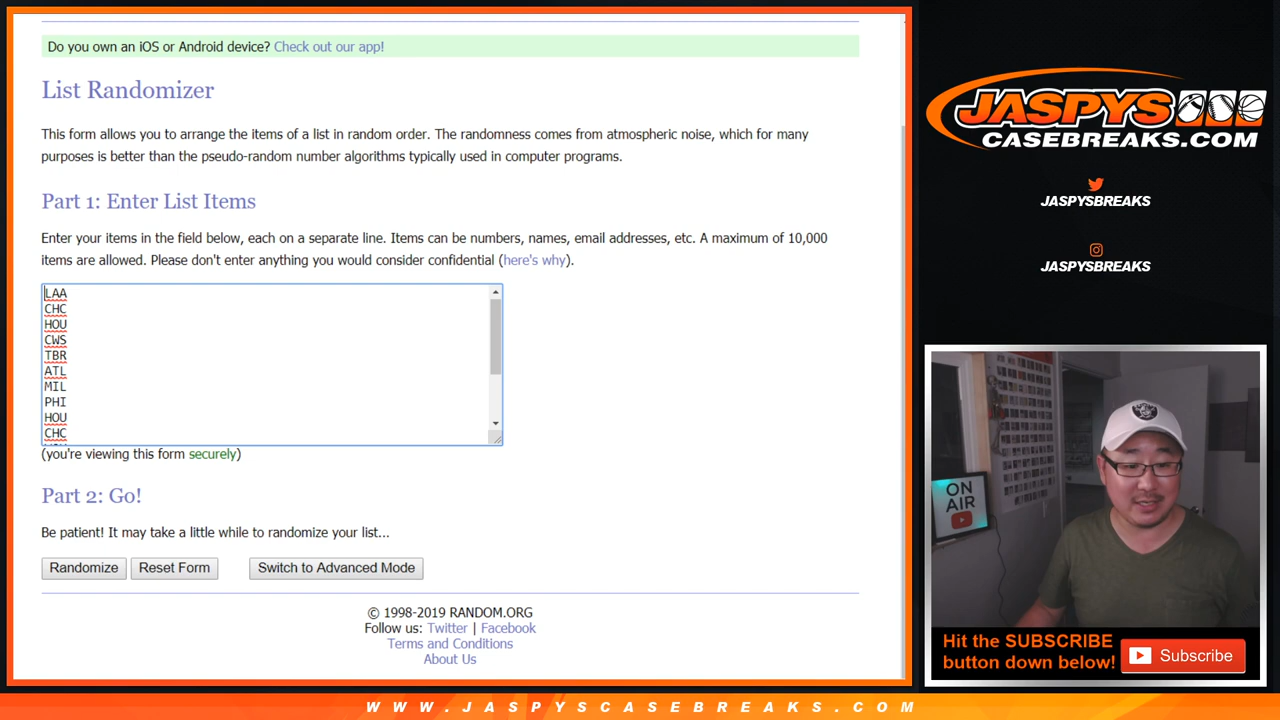 Do you own an iOS or Android device? Check out our app!
List Randomizer
This form allows you to arrange the items of a list in random order. The randomness comes from atmospheric noise, which for many
purposes is better than the pseudo-random number algorithms typically used in computer programs.
Part 1: Enter List Items
Enter your items in the field below, each on a separate line. Items can be numbers, names, email addresses, etc. A maximum of 10,000
items are allowed. Please don't enter anything you would consider confidential (here's why).
LAA
CHC
HOU
CWS
TBR
ATL
MIL
PHI
HOU
CHC
(you're viewing this form securely)
Part 2: Go!
Be patient! It may take a little while to randomize your list...
Randomize
Reset Form
Switch to Advanced Mode
© 1998-2019 RANDOM.ORG
Follow us: Twitter | Facebook
Terms and Conditions
About Us
JASPYS
CASEBREAKS.COM
JASPYSBREAKS
JASPYSBREAKS
ON
AIR
Hit the SUBSCRIBE
button down below!
Subscribe
WWW.JASPYSCASEBREAKS.COM